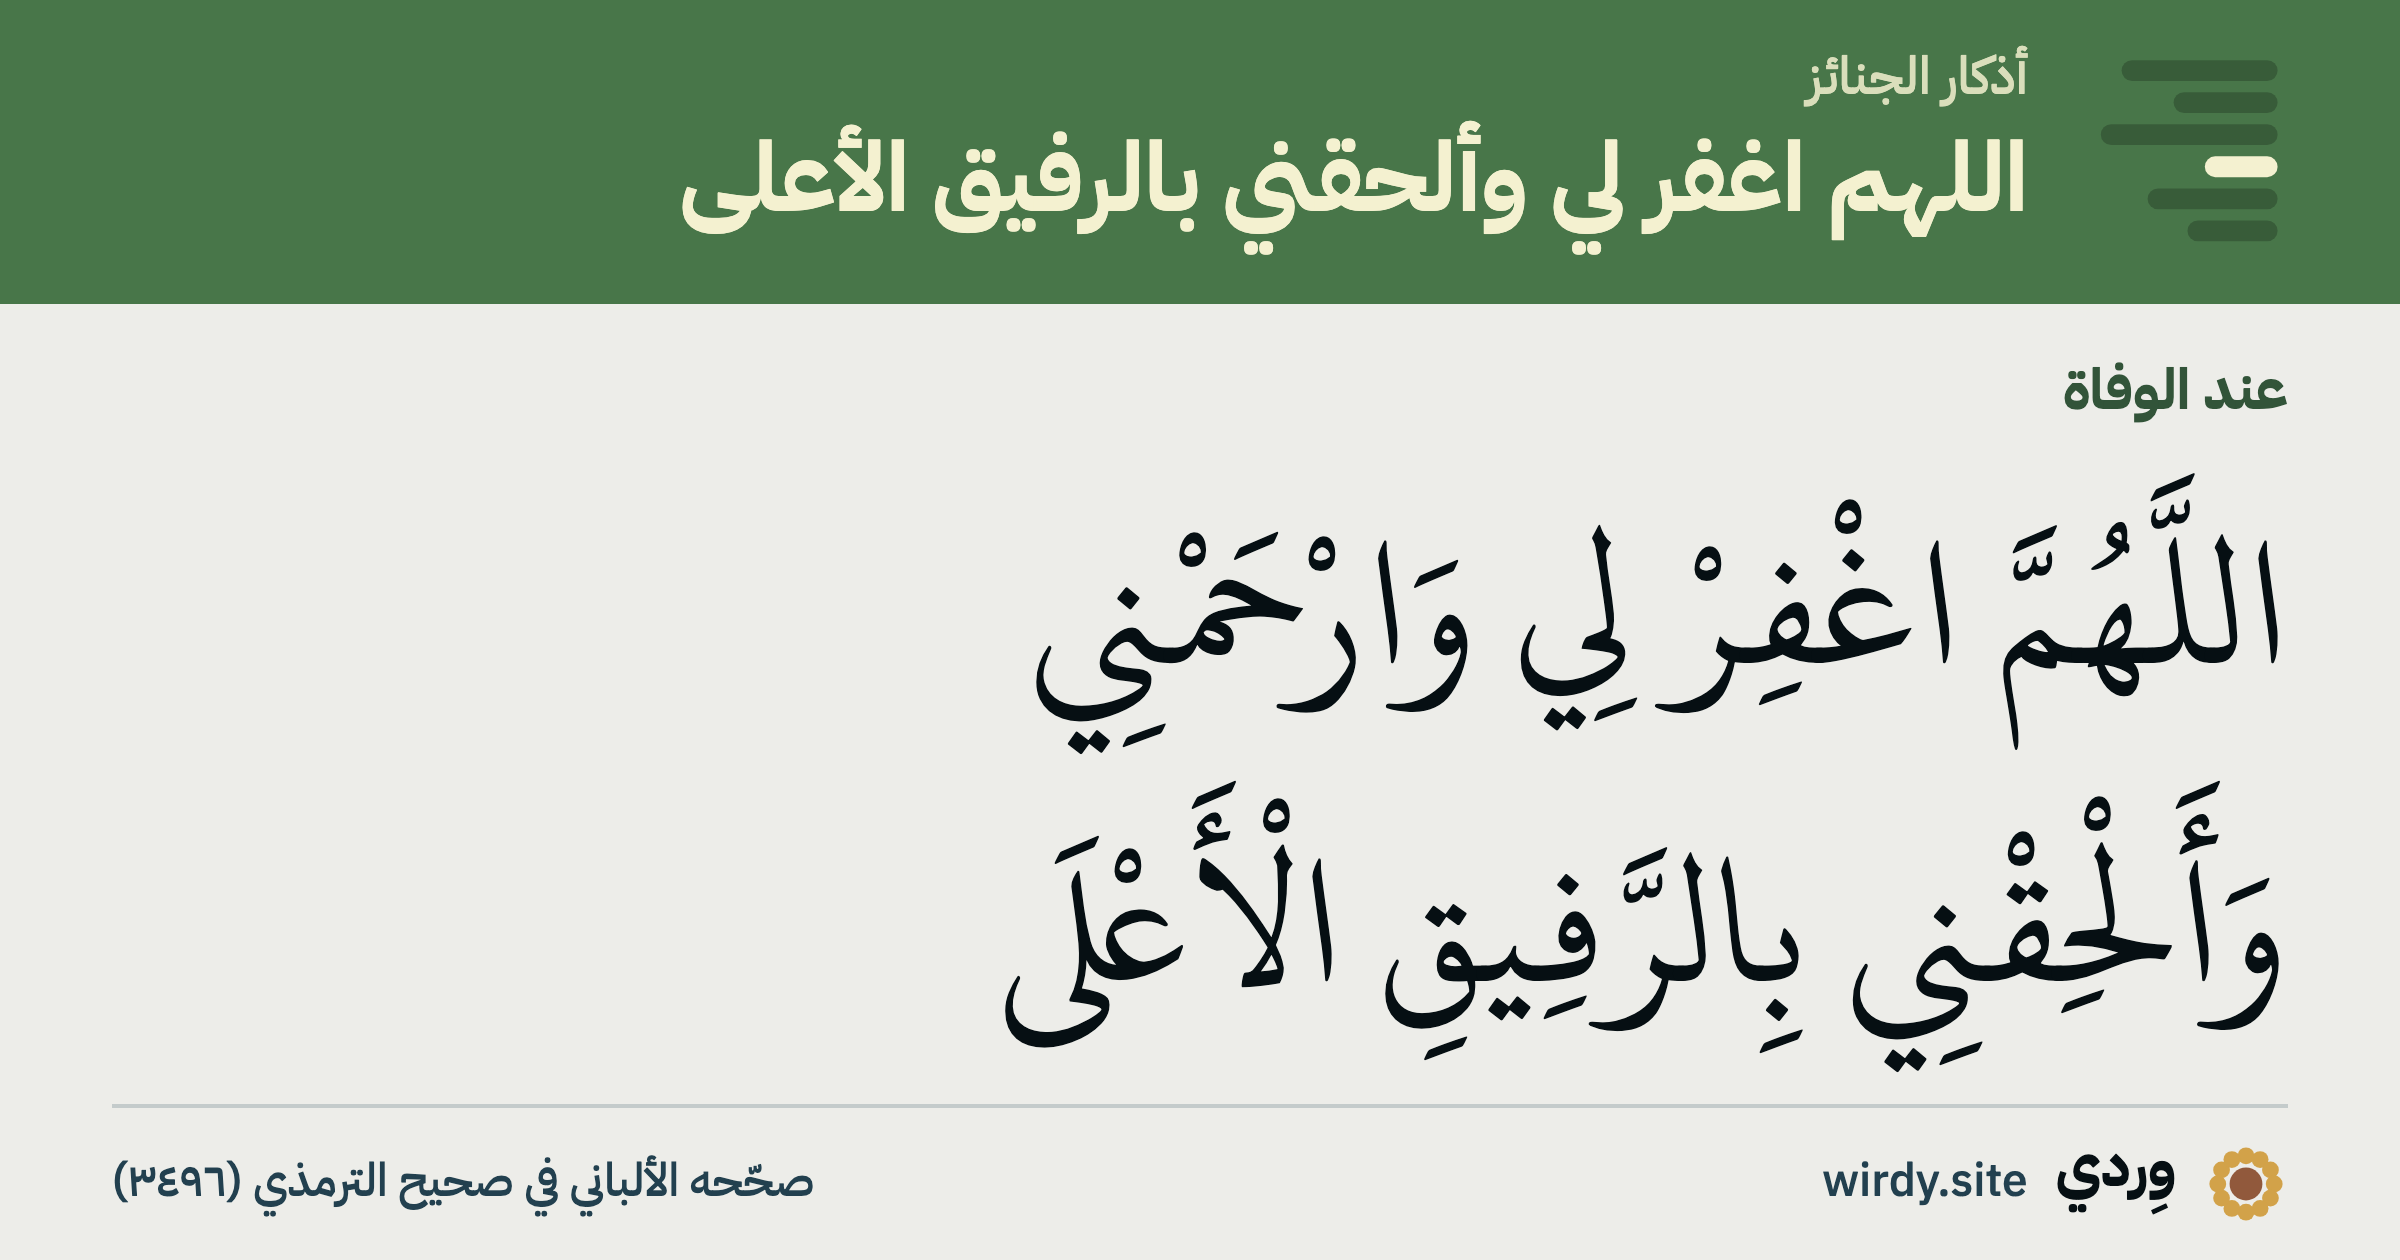 أذكار الجنائز
اللهم اغفر لي وألحقني بالرفيق الأعلى
عند الوفاة
اللَّهُمَّ اغْفِرْ لِي وَارْحَمْنِي
وَأَلْحِقْنِي بِالرَّفِيقِ الْأَعْلَى
وِردي wirdy.site
صحّحه الألباني في صحيح الترمذي (٣٤٩٦)